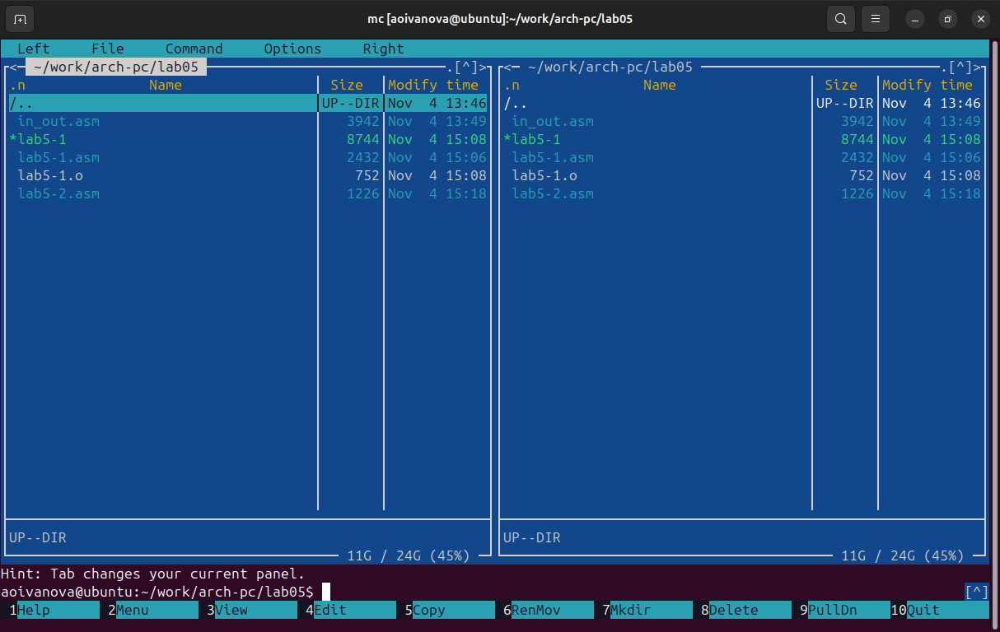 mc [aoivanova@ubuntu]:~/work/arch-pc/lab05
Left File Command Options Right
<─ ~/work/arch-pc/lab05 ─.[^]> <─ ~/work/arch-pc/lab05 ─.[^]>
.n Name Size Modify time .n Name Size Modify time
/.. UP--DIR Nov 4 13:46 /.. UP--DIR Nov 4 13:46
in_out.asm 3942 Nov 4 13:49 in_out.asm 3942 Nov 4 13:49
*lab5-1 8744 Nov 4 15:08 *lab5-1 8744 Nov 4 15:08
lab5-1.asm 2432 Nov 4 15:06 lab5-1.asm 2432 Nov 4 15:06
lab5-1.o 752 Nov 4 15:08 lab5-1.o 752 Nov 4 15:08
lab5-2.asm 1226 Nov 4 15:18 lab5-2.asm 1226 Nov 4 15:18
UP--DIR UP--DIR
11G / 24G (45%) 11G / 24G (45%)
Hint: Tab changes your current panel.
aoivanova@ubuntu:~/work/arch-pc/lab05$ [^]
1Help 2Menu 3View 4Edit 5Copy 6RenMov 7Mkdir 8Delete 9PullDn 10Quit